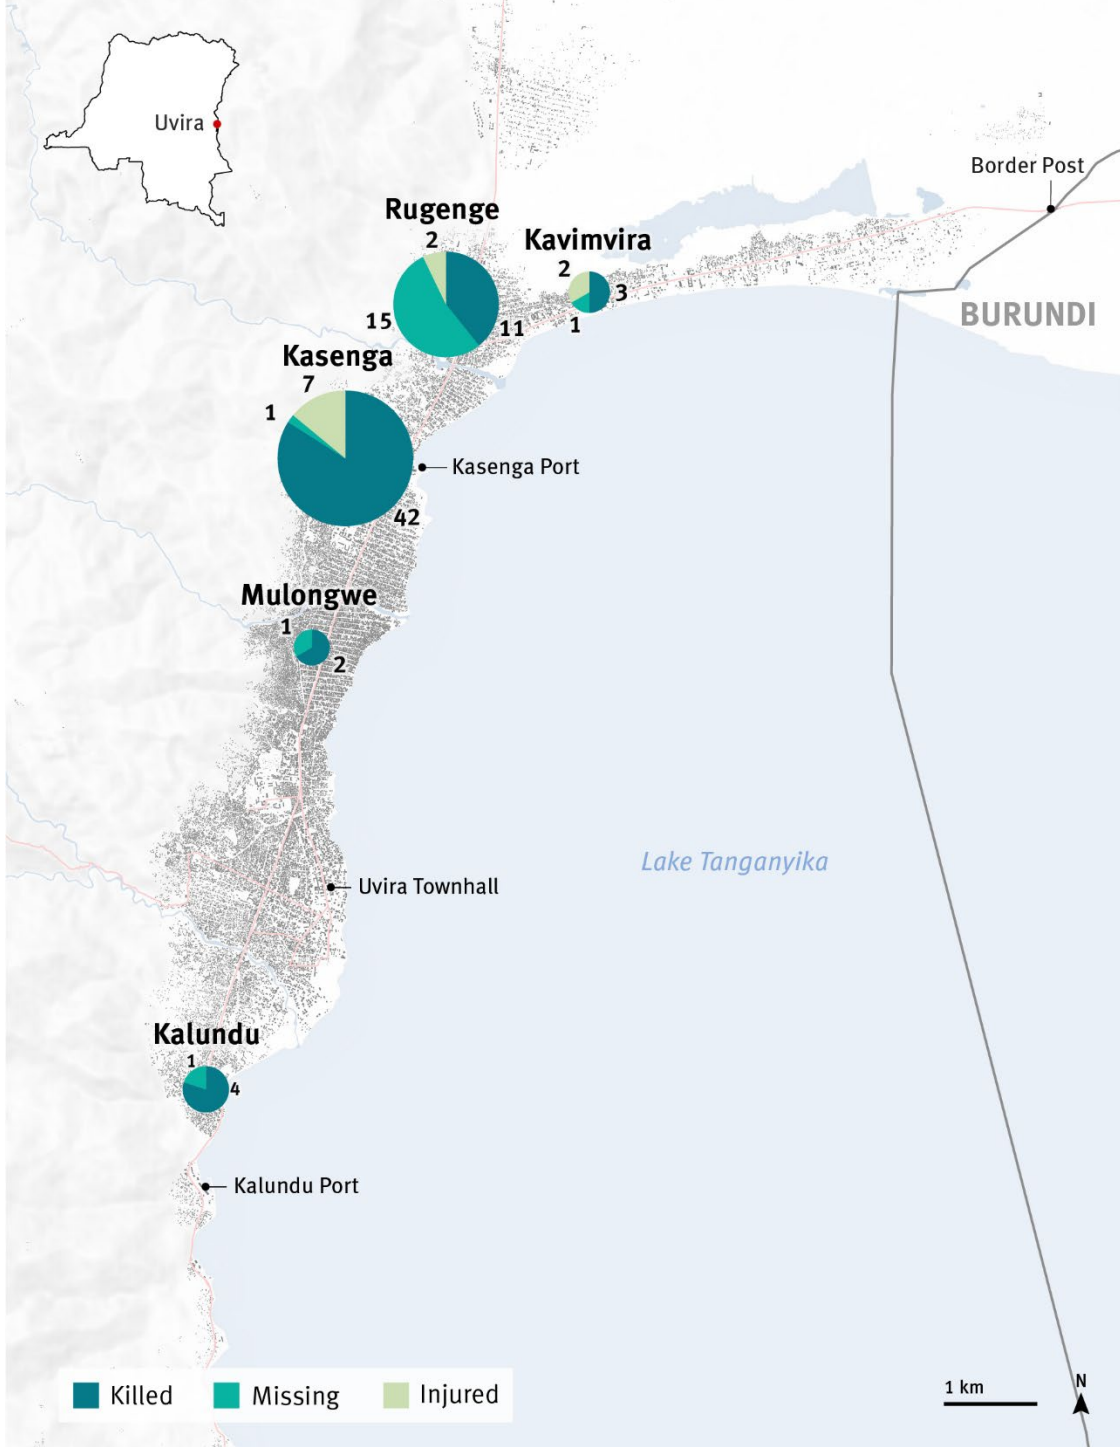 Uvira
Border Post
Rugenge
2
15
11
Kavimvira
2
3
1
BURUNDI
Kasenga
7
1
42
Kasenga Port
Mulongwe
1
2
Lake Tanganyika
Uvira Townhall
Kalundu
1
4
Kalundu Port
Killed
Missing
Injured
1 km
N